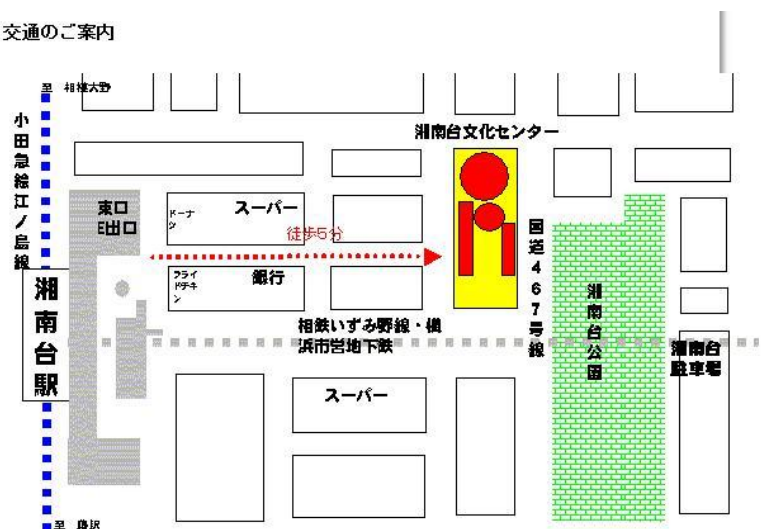 交通のご案内
至 相模大野
小田急絵江ノ島線
湘南台文化センター
東口
E出口
ドーナ
ツ
スーパー
徒歩5分
フライ
ドチキ
ン
銀行
国道467号線
湘南台駅
湘南台公園
相鉄いずみ野線・横
浜市営地下鉄
湘南台
駐車場
スーパー
至 藤沢